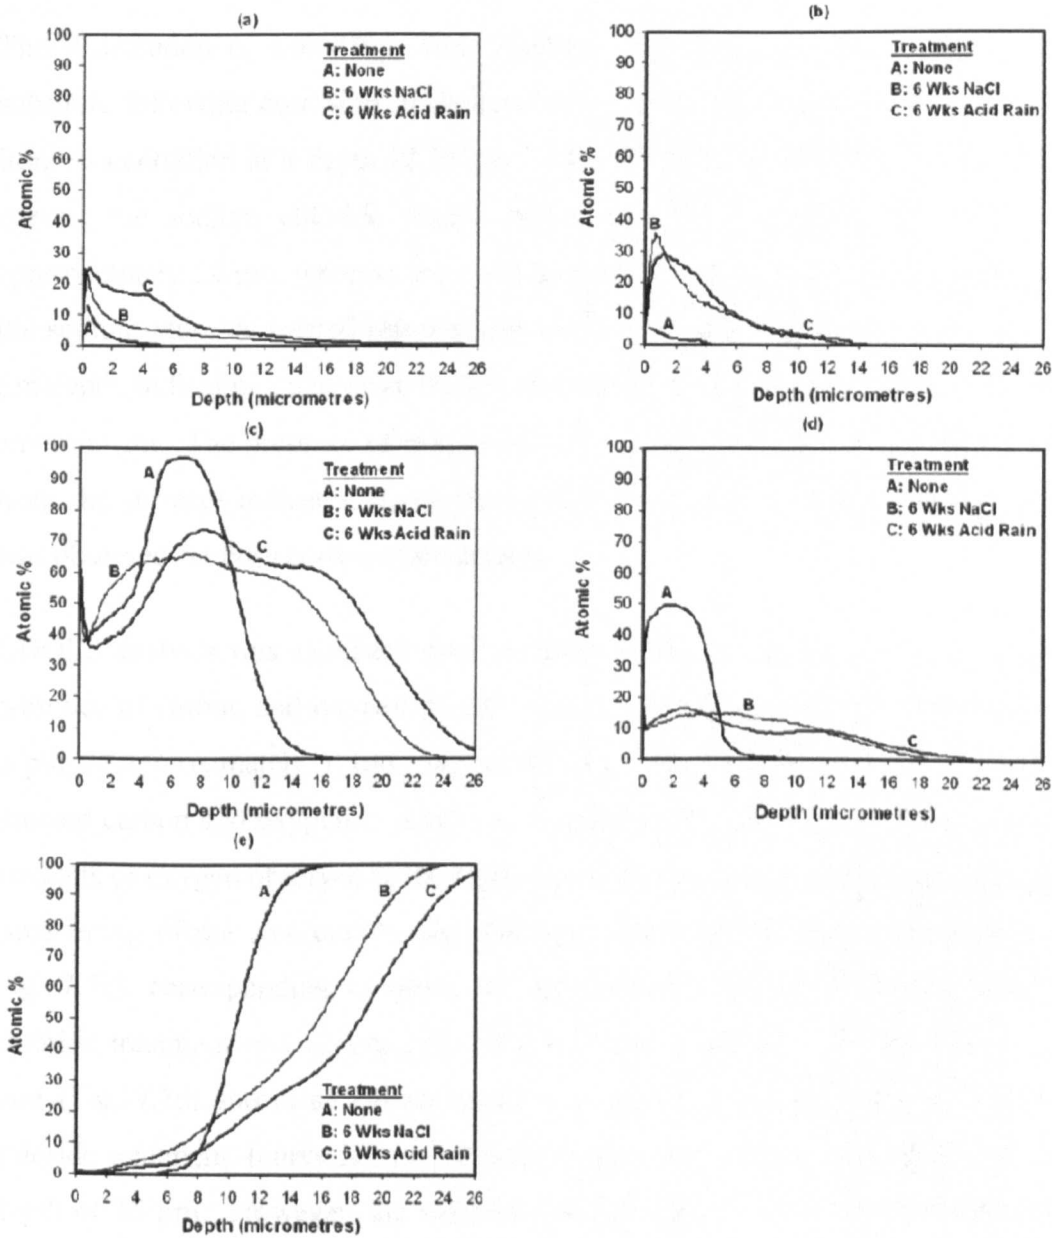 (a)
Treatment
A: None
B: 6 Wks NaCl
C: 6 Wks Acid Rain
100
90
80
70
60
50
40
30
20
10
0
Atomic %
A
B
C
0 2 4 6 8 10 12 14 16 18 20 22 24 26
Depth (micrometres)
(b)
Treatment
A: None
B: 6 Wks NaCl
C: 6 Wks Acid Rain
100
90
80
70
60
50
40
30
20
10
0
Atomic %
B
A
C
0 2 4 6 8 10 12 14 16 18 20 22 24 26
Depth (micrometres)
(c)
Treatment
A: None
B: 6 Wks NaCl
C: 6 Wks Acid Rain
100
90
80
70
60
50
40
30
20
10
0
Atomic %
A
B
C
0 2 4 6 8 10 12 14 16 18 20 22 24 26
Depth (micrometres)
(d)
Treatment
A: None
B: 6 Wks NaCl
C: 6 Wks Acid Rain
100
90
80
70
60
50
40
30
20
10
0
Atomic %
A
B
C
0 2 4 6 8 10 12 14 16 18 20 22 24 26
Depth (micrometres)
(e)
100
90
80
70
60
50
40
30
20
10
0
Atomic %
A
B
C
Treatment
A: None
B: 6 Wks NaCl
C: 6 Wks Acid Rain
0 2 4 6 8 10 12 14 16 18 20 22 24 26
Depth (micrometres)